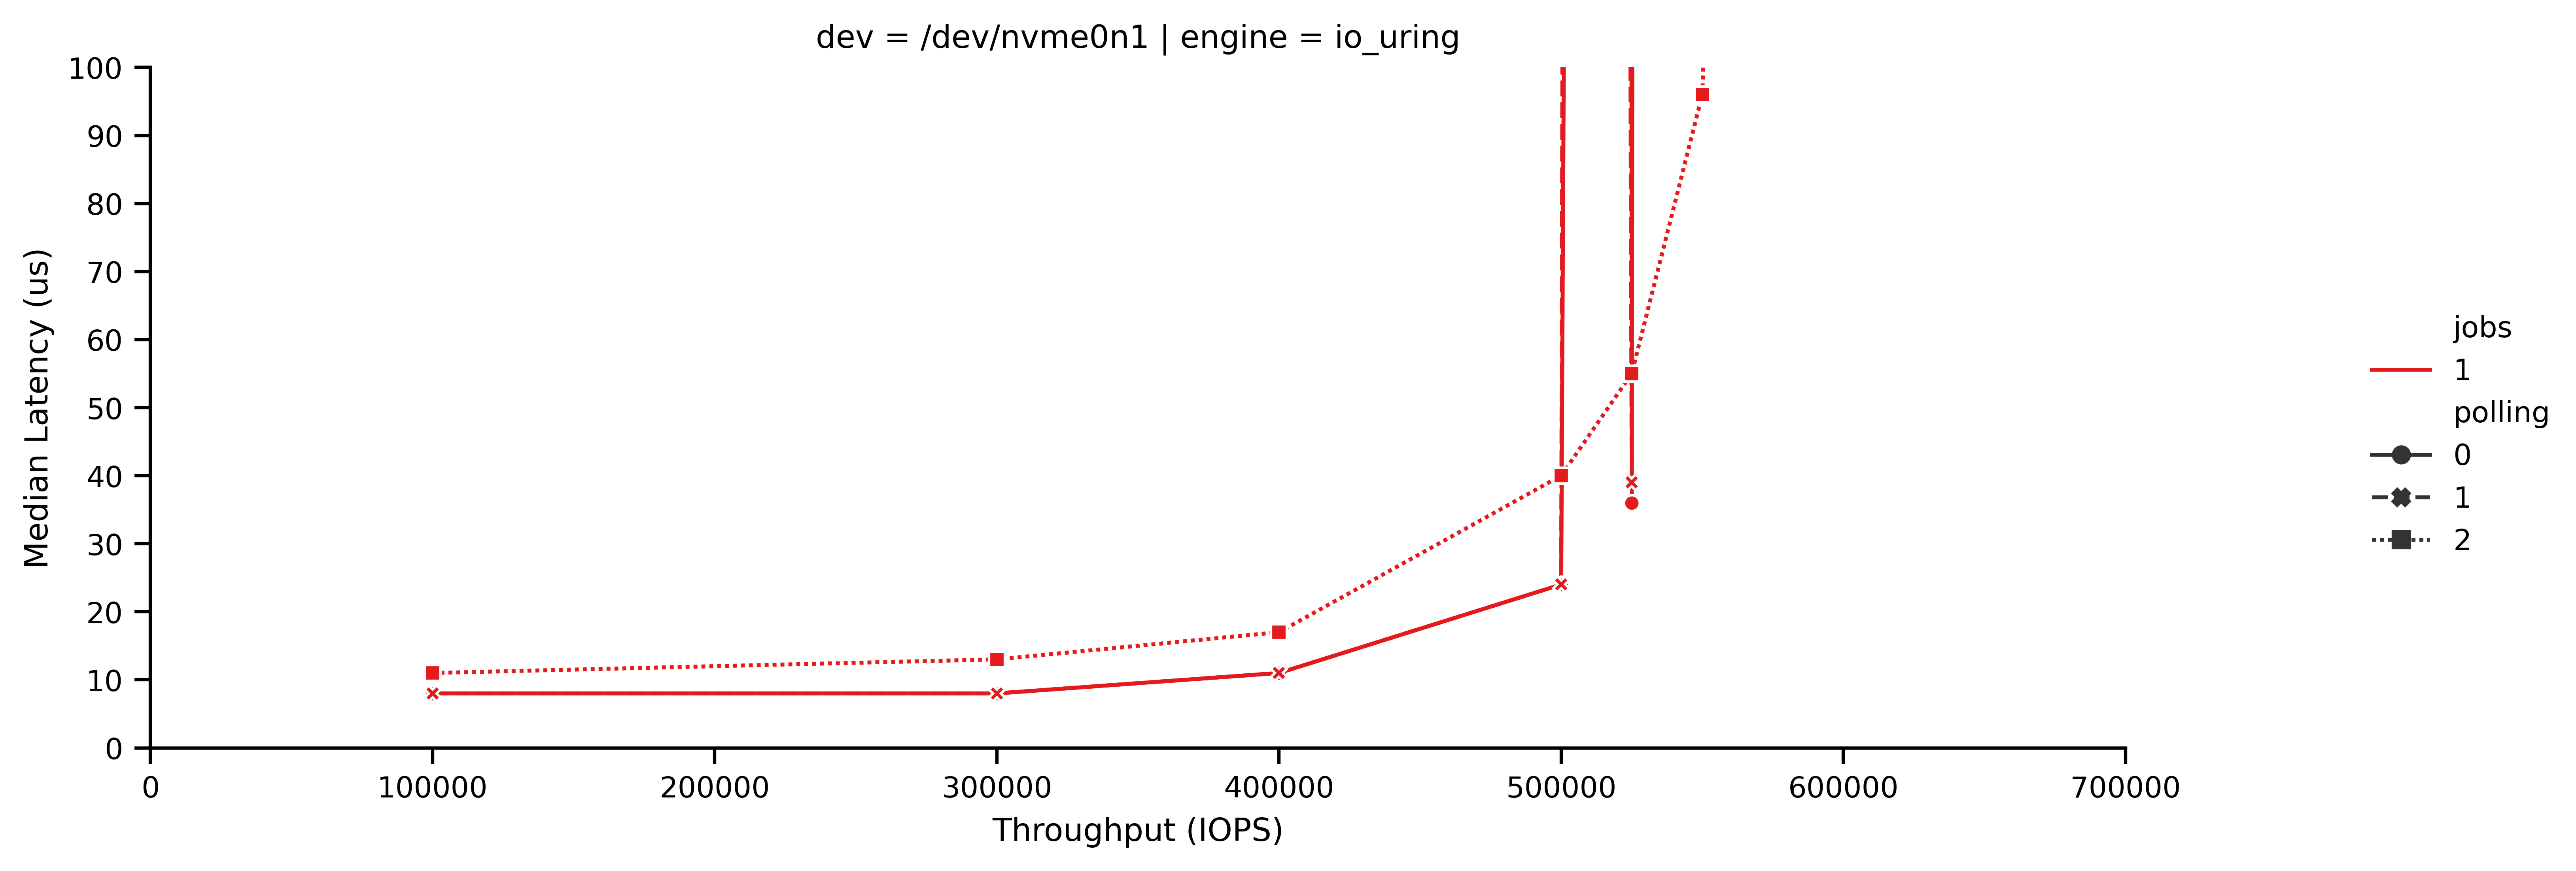 dev = /dev/nvme0n1 | engine = io_uring
100
90
80
70
60
50
40
30
20
10
0
Median Latency (us)
0 100000 200000 300000 400000 500000 600000 700000
Throughput (IOPS)
jobs
1
polling
0
1
2